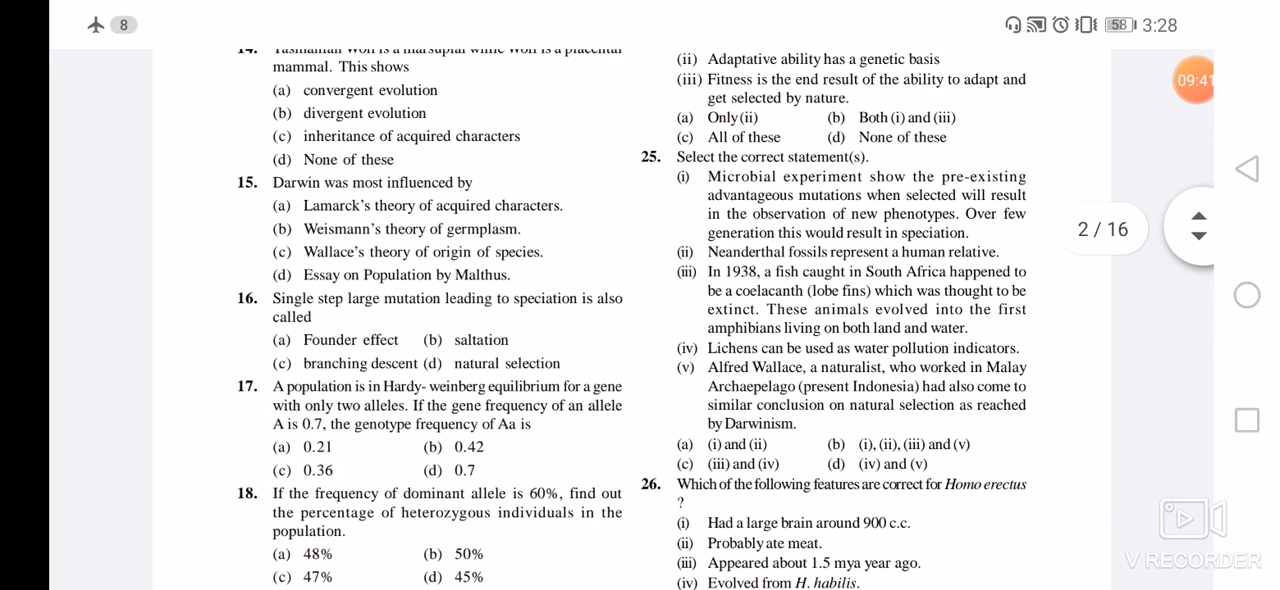 8
58
3:28
14. Tasmanian Wolf is a marsupial while Wolf is a placental
mammal. This shows
(a) convergent evolution
(b) divergent evolution
(c) inheritance of acquired characters
(d) None of these
15. Darwin was most influenced by
(a) Lamarck's theory of acquired characters.
(b) Weismann's theory of germplasm.
(c) Wallace's theory of origin of species.
(d) Essay on Population by Malthus.
16. Single step large mutation leading to speciation is also
called
(a) Founder effect (b) saltation
(c) branching descent (d) natural selection
17. A population is in Hardy- weinberg equilibrium for a gene
with only two alleles. If the gene frequency of an allele
A is 0.7, the genotype frequency of Aa is
(a) 0.21 (b) 0.42
(c) 0.36 (d) 0.7
18. If the frequency of dominant allele is 60%, find out
the percentage of heterozygous individuals in the
population.
(a) 48% (b) 50%
(c) 47% (d) 45%
(ii) Adaptative ability has a genetic basis
(iii) Fitness is the end result of the ability to adapt and
get selected by nature.
(a) Only (ii) (b) Both (i) and (iii)
(c) All of these (d) None of these
25. Select the correct statement(s).
(i) Microbial experiment show the pre-existing
advantageous mutations when selected will result
in the observation of new phenotypes. Over few
generation this would result in speciation.
(ii) Neanderthal fossils represent a human relative.
(iii) In 1938, a fish caught in South Africa happened to
be a coelacanth (lobe fins) which was thought to be
extinct. These animals evolved into the first
amphibians living on both land and water.
(iv) Lichens can be used as water pollution indicators.
(v) Alfred Wallace, a naturalist, who worked in Malay
Archaepelago (present Indonesia) had also come to
similar conclusion on natural selection as reached
by Darwinism.
(a) (i) and (ii) (b) (i), (ii), (iii) and (v)
(c) (iii) and (iv) (d) (iv) and (v)
26. Which of the following features are correct for Homo erectus
?
(i) Had a large brain around 900 c.c.
(ii) Probably ate meat.
(iii) Appeared about 1.5 mya year ago.
(iv) Evolved from H. habilis.
09:41
2 / 16
V RECORDER